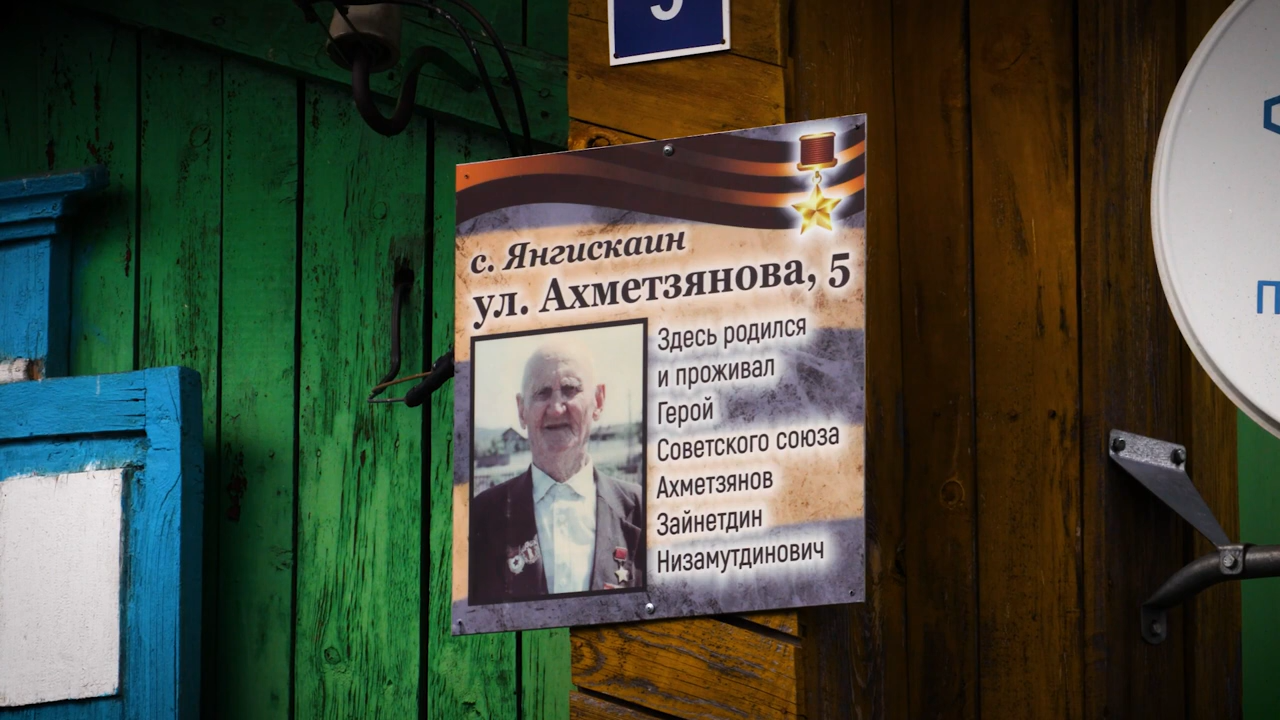 с. Янгискаин
ул. Ахметзянова, 5
Здесь родился
и проживал
Герой
Советского союза
Ахметзянов
Зайнетдин
Низамутдинович